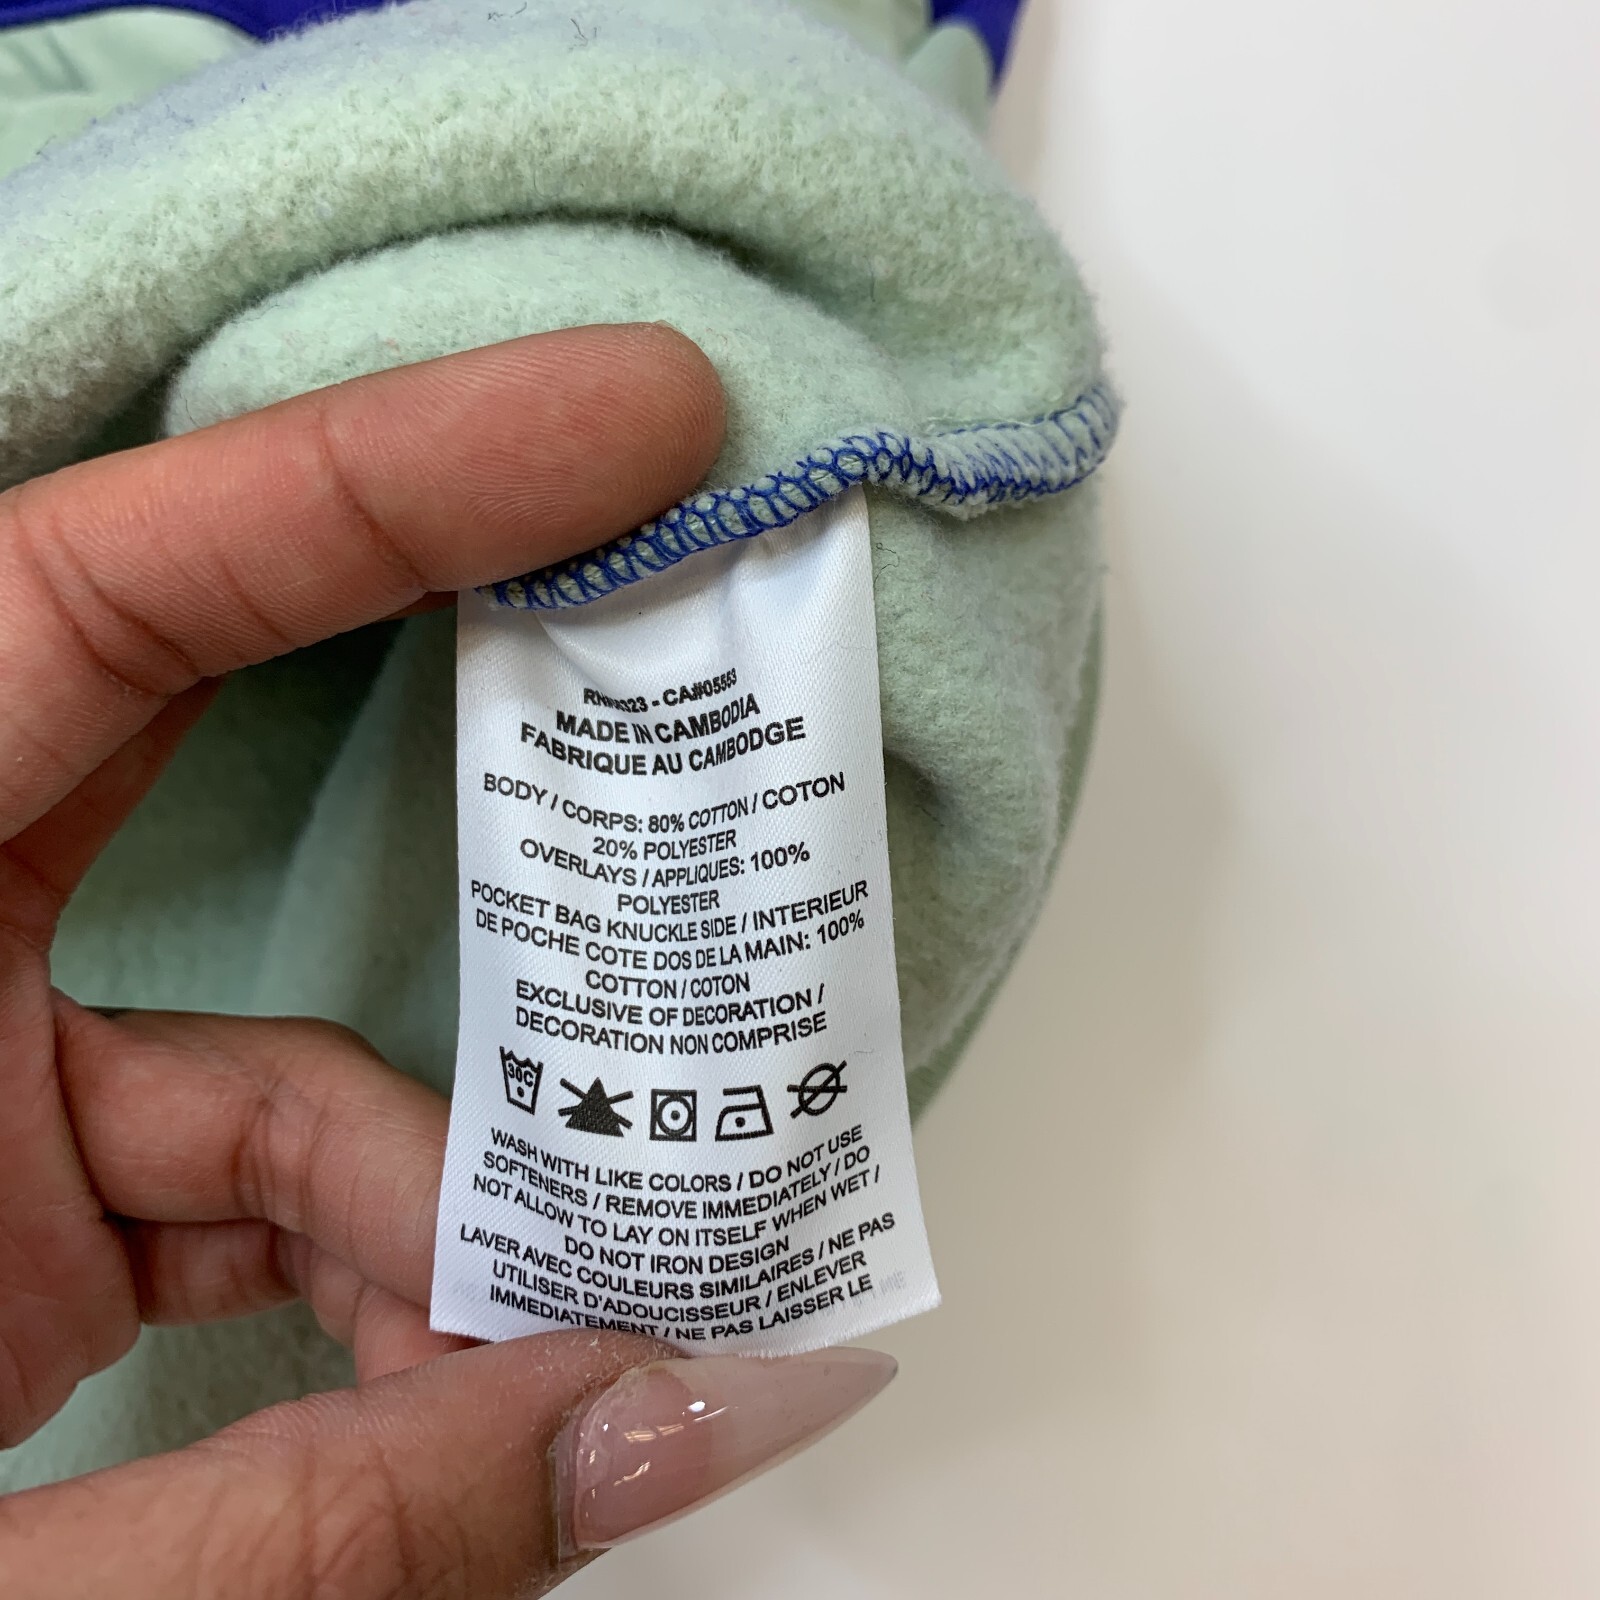 CA#05553
MADE IN CAMBODIA
FABRIQUE AU CAMBODGE
BODY / CORPS: 80% COTTON / COTON
20% POLYESTER
OVERLAYS / APPLIQUES: 100%
POLYESTER
POCKET BAG KNUCKLE SIDE / INTERIEUR
DE POCHE COTE DOS DE LA MAIN: 100%
COTTON / COTON
EXCLUSIVE OF DECORATION /
DECORATION NON COMPRISE
30C
WASH WITH LIKE COLORS / DO NOT USE
SOFTENERS / REMOVE IMMEDIATELY / DO
NOT ALLOW TO LAY ON ITSELF WHEN WET /
DO NOT IRON DESIGN
LAVER AVEC COULEURS SIMILAIRES / NE PAS
UTILISER D'ADOUCISSEUR / ENLEVER
IMMEDIATEMENT / NE PAS LAISSER LE